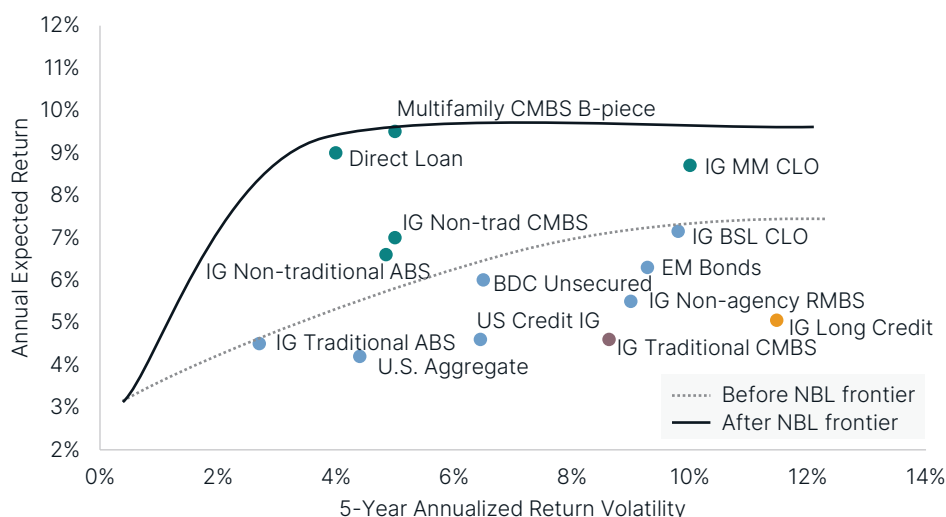 12%
11%
10%
9%
8%
7%
6%
5%
4%
3%
2%
Annual Expected Return
Multifamily CMBS B-piece
Direct Loan
IG MM CLO
IG Non-trad CMBS
IG BSL CLO
IG Non-traditional ABS
EM Bonds
BDC Unsecured
IG Non-agency RMBS
US Credit IG
IG Long Credit
IG Traditional ABS
IG Traditional CMBS
U.S. Aggregate
Before NBL frontier
After NBL frontier
0% 2% 4% 6% 8% 10% 12% 14%
5-Year Annualized Return Volatility